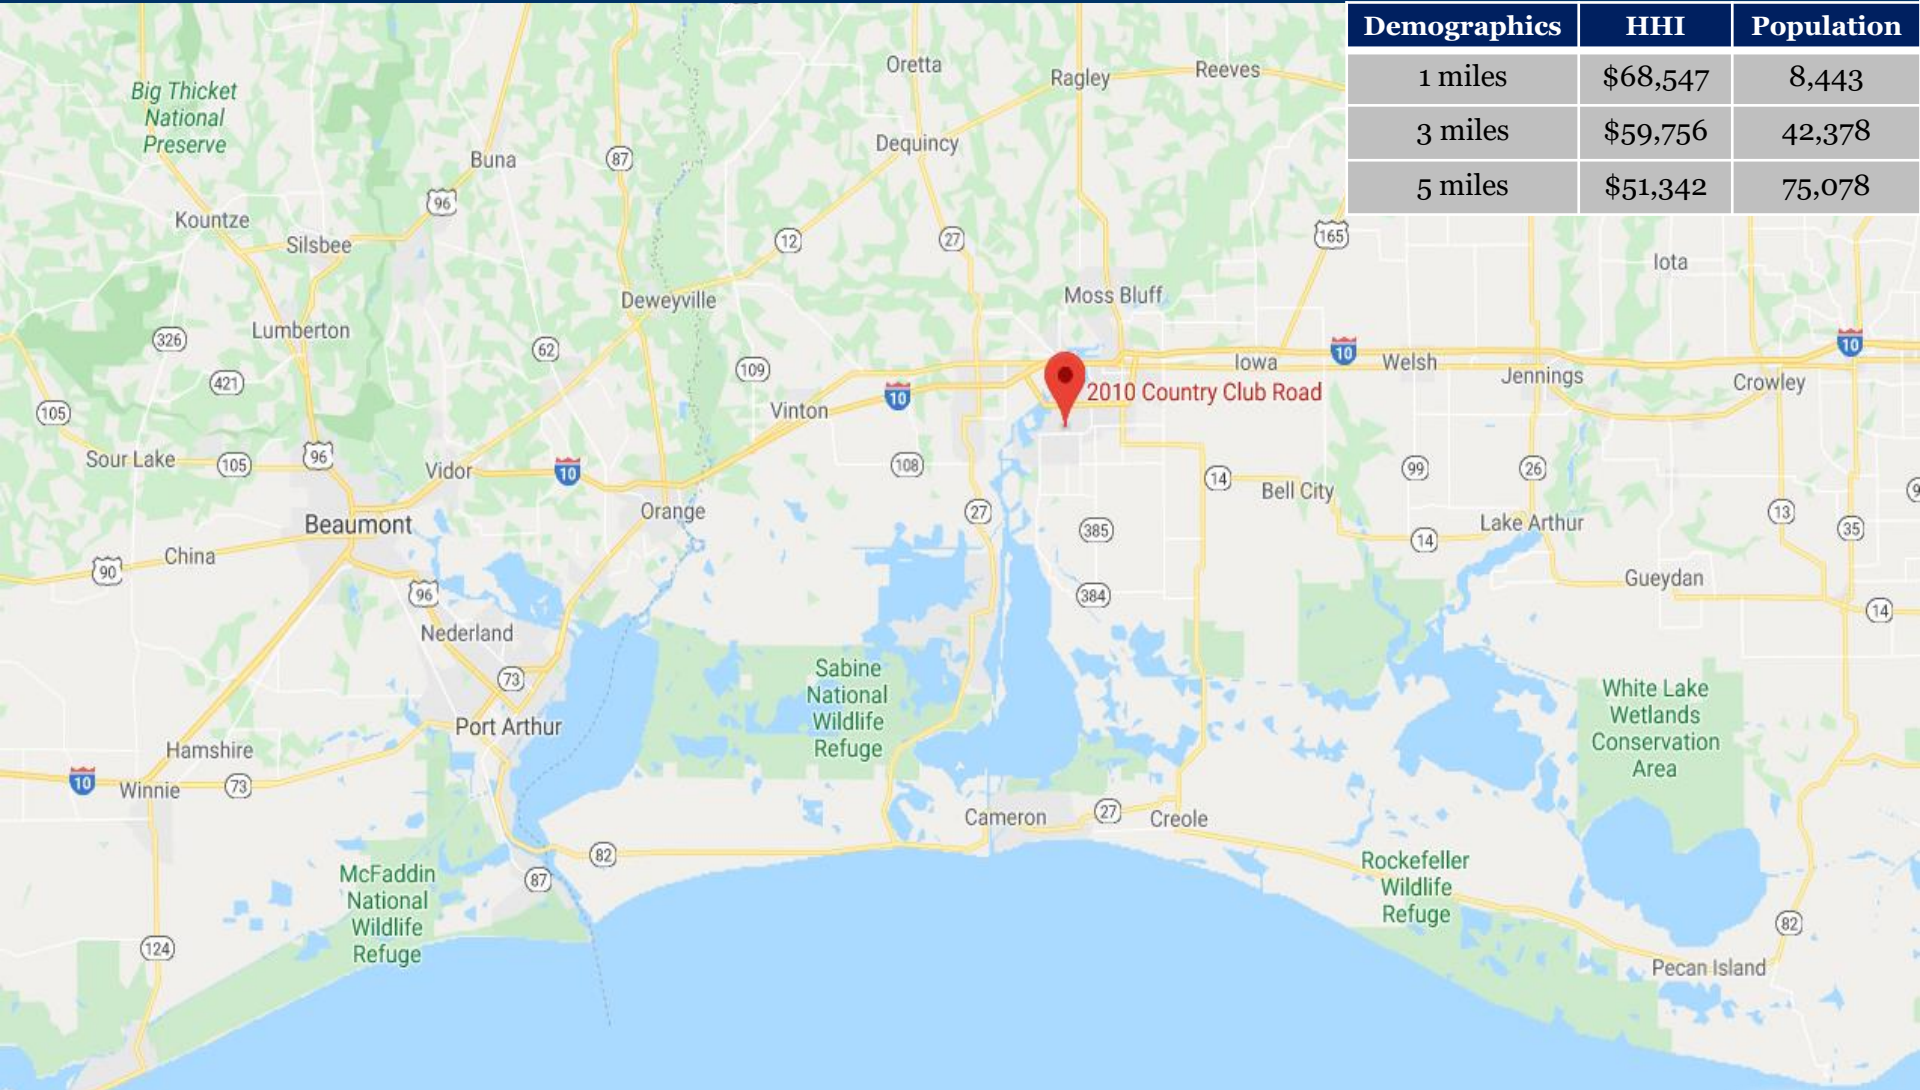 Demographics HHI Population
1 miles $68,547 8,443
3 miles $59,756 42,378
5 miles $51,342 75,078
Oretta
Ragley
Reeves
Big Thicket
National
Preserve
Dequincy
Buna
87
96
Kountze
Silsbee
12
27
165
Iota
Deweyville
Moss Bluff
Lumberton
326
62
10
10
Iowa
Welsh
Jennings
Crowley
109
421
10
2010 Country Club Road
Vinton
105
Sour Lake
105
96
Vidor
10
108
14
Bell City
99
26
9
Orange
27
Beaumont
385
14
Lake Arthur
13
35
China
90
96
384
Gueydan
14
Nederland
73
Sabine
National
Wildlife
Refuge
White Lake
Wetlands
Conservation
Area
Port Arthur
Hamshire
10
Winnie
73
Cameron
27
Creole
82
87
McFaddin
National
Wildlife
Refuge
Rockefeller
Wildlife
Refuge
82
124
Pecan Island